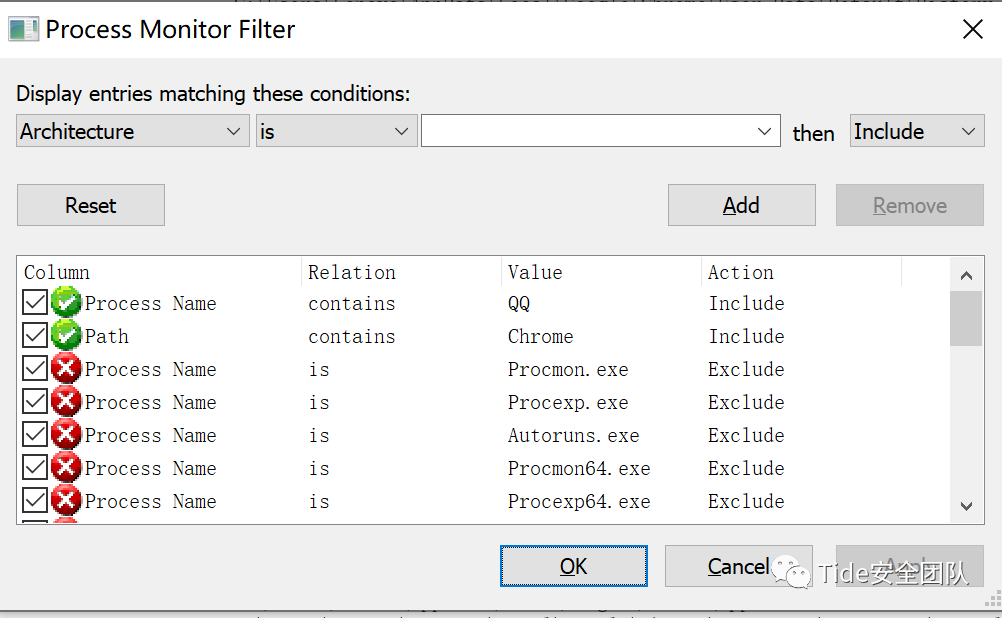 Process Monitor Filter
Display entries matching these conditions:
Architecture is then Include
Reset Add Remove
Column Relation Value Action
Process Name contains QQ Include
Path contains Chrome Include
Process Name is Procmon.exe Exclude
Process Name is Procexp.exe Exclude
Process Name is Autoruns.exe Exclude
Process Name is Procmon64.exe Exclude
Process Name is Procexp64.exe Exclude
OK Cancel
Tide安全团队